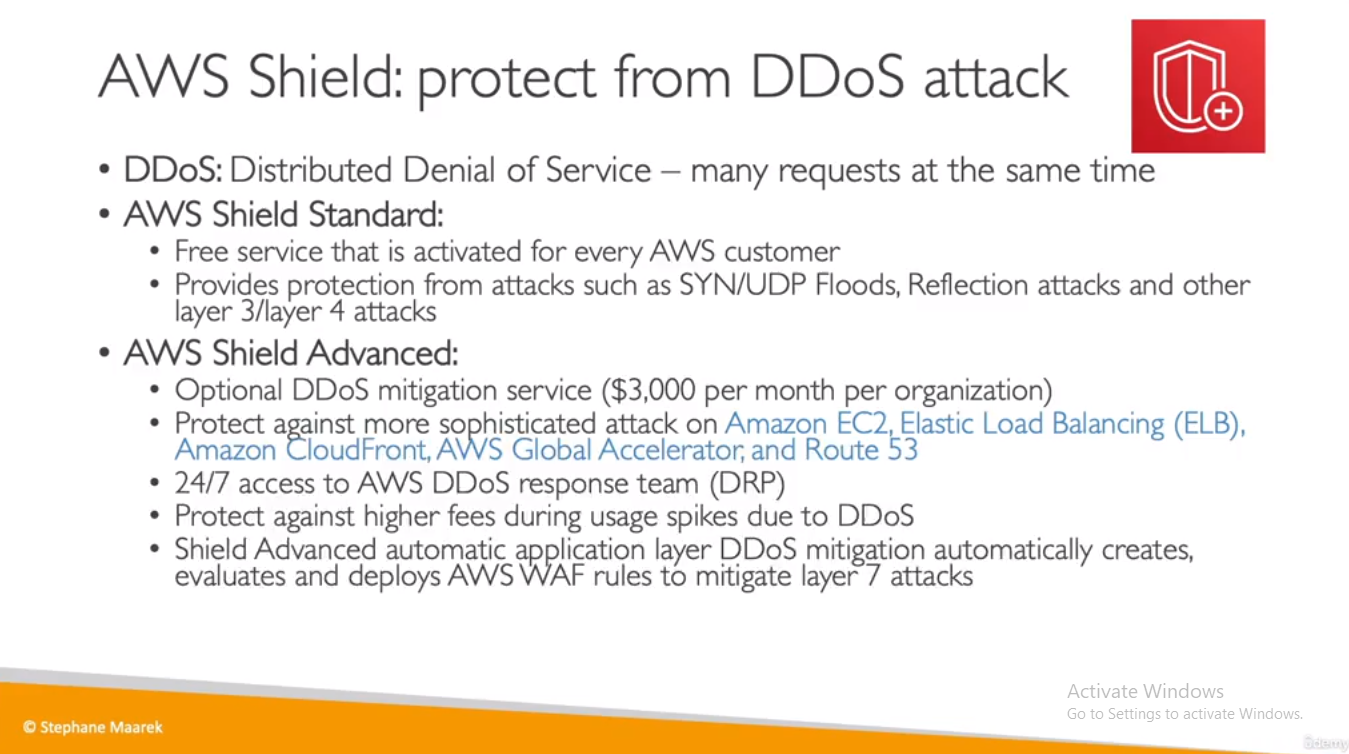 AWS Shield: protect from DDoS attack
• DDoS: Distributed Denial of Service – many requests at the same time
• AWS Shield Standard:
• Free service that is activated for every AWS customer
• Provides protection from attacks such as SYN/UDP Floods, Reflection attacks and other
layer 3/layer 4 attacks
• AWS Shield Advanced:
• Optional DDoS mitigation service ($3,000 per month per organization)
• Protect against more sophisticated attack on Amazon EC2, Elastic Load Balancing (ELB),
Amazon CloudFront, AWS Global Accelerator, and Route 53
• 24/7 access to AWS DDoS response team (DRP)
• Protect against higher fees during usage spikes due to DDoS
• Shield Advanced automatic application layer DDoS mitigation automatically creates,
evaluates and deploys AWS WAF rules to mitigate layer 7 attacks
Activate Windows
Go to Settings to activate Windows.
© Stephane Maarek
ûdemy